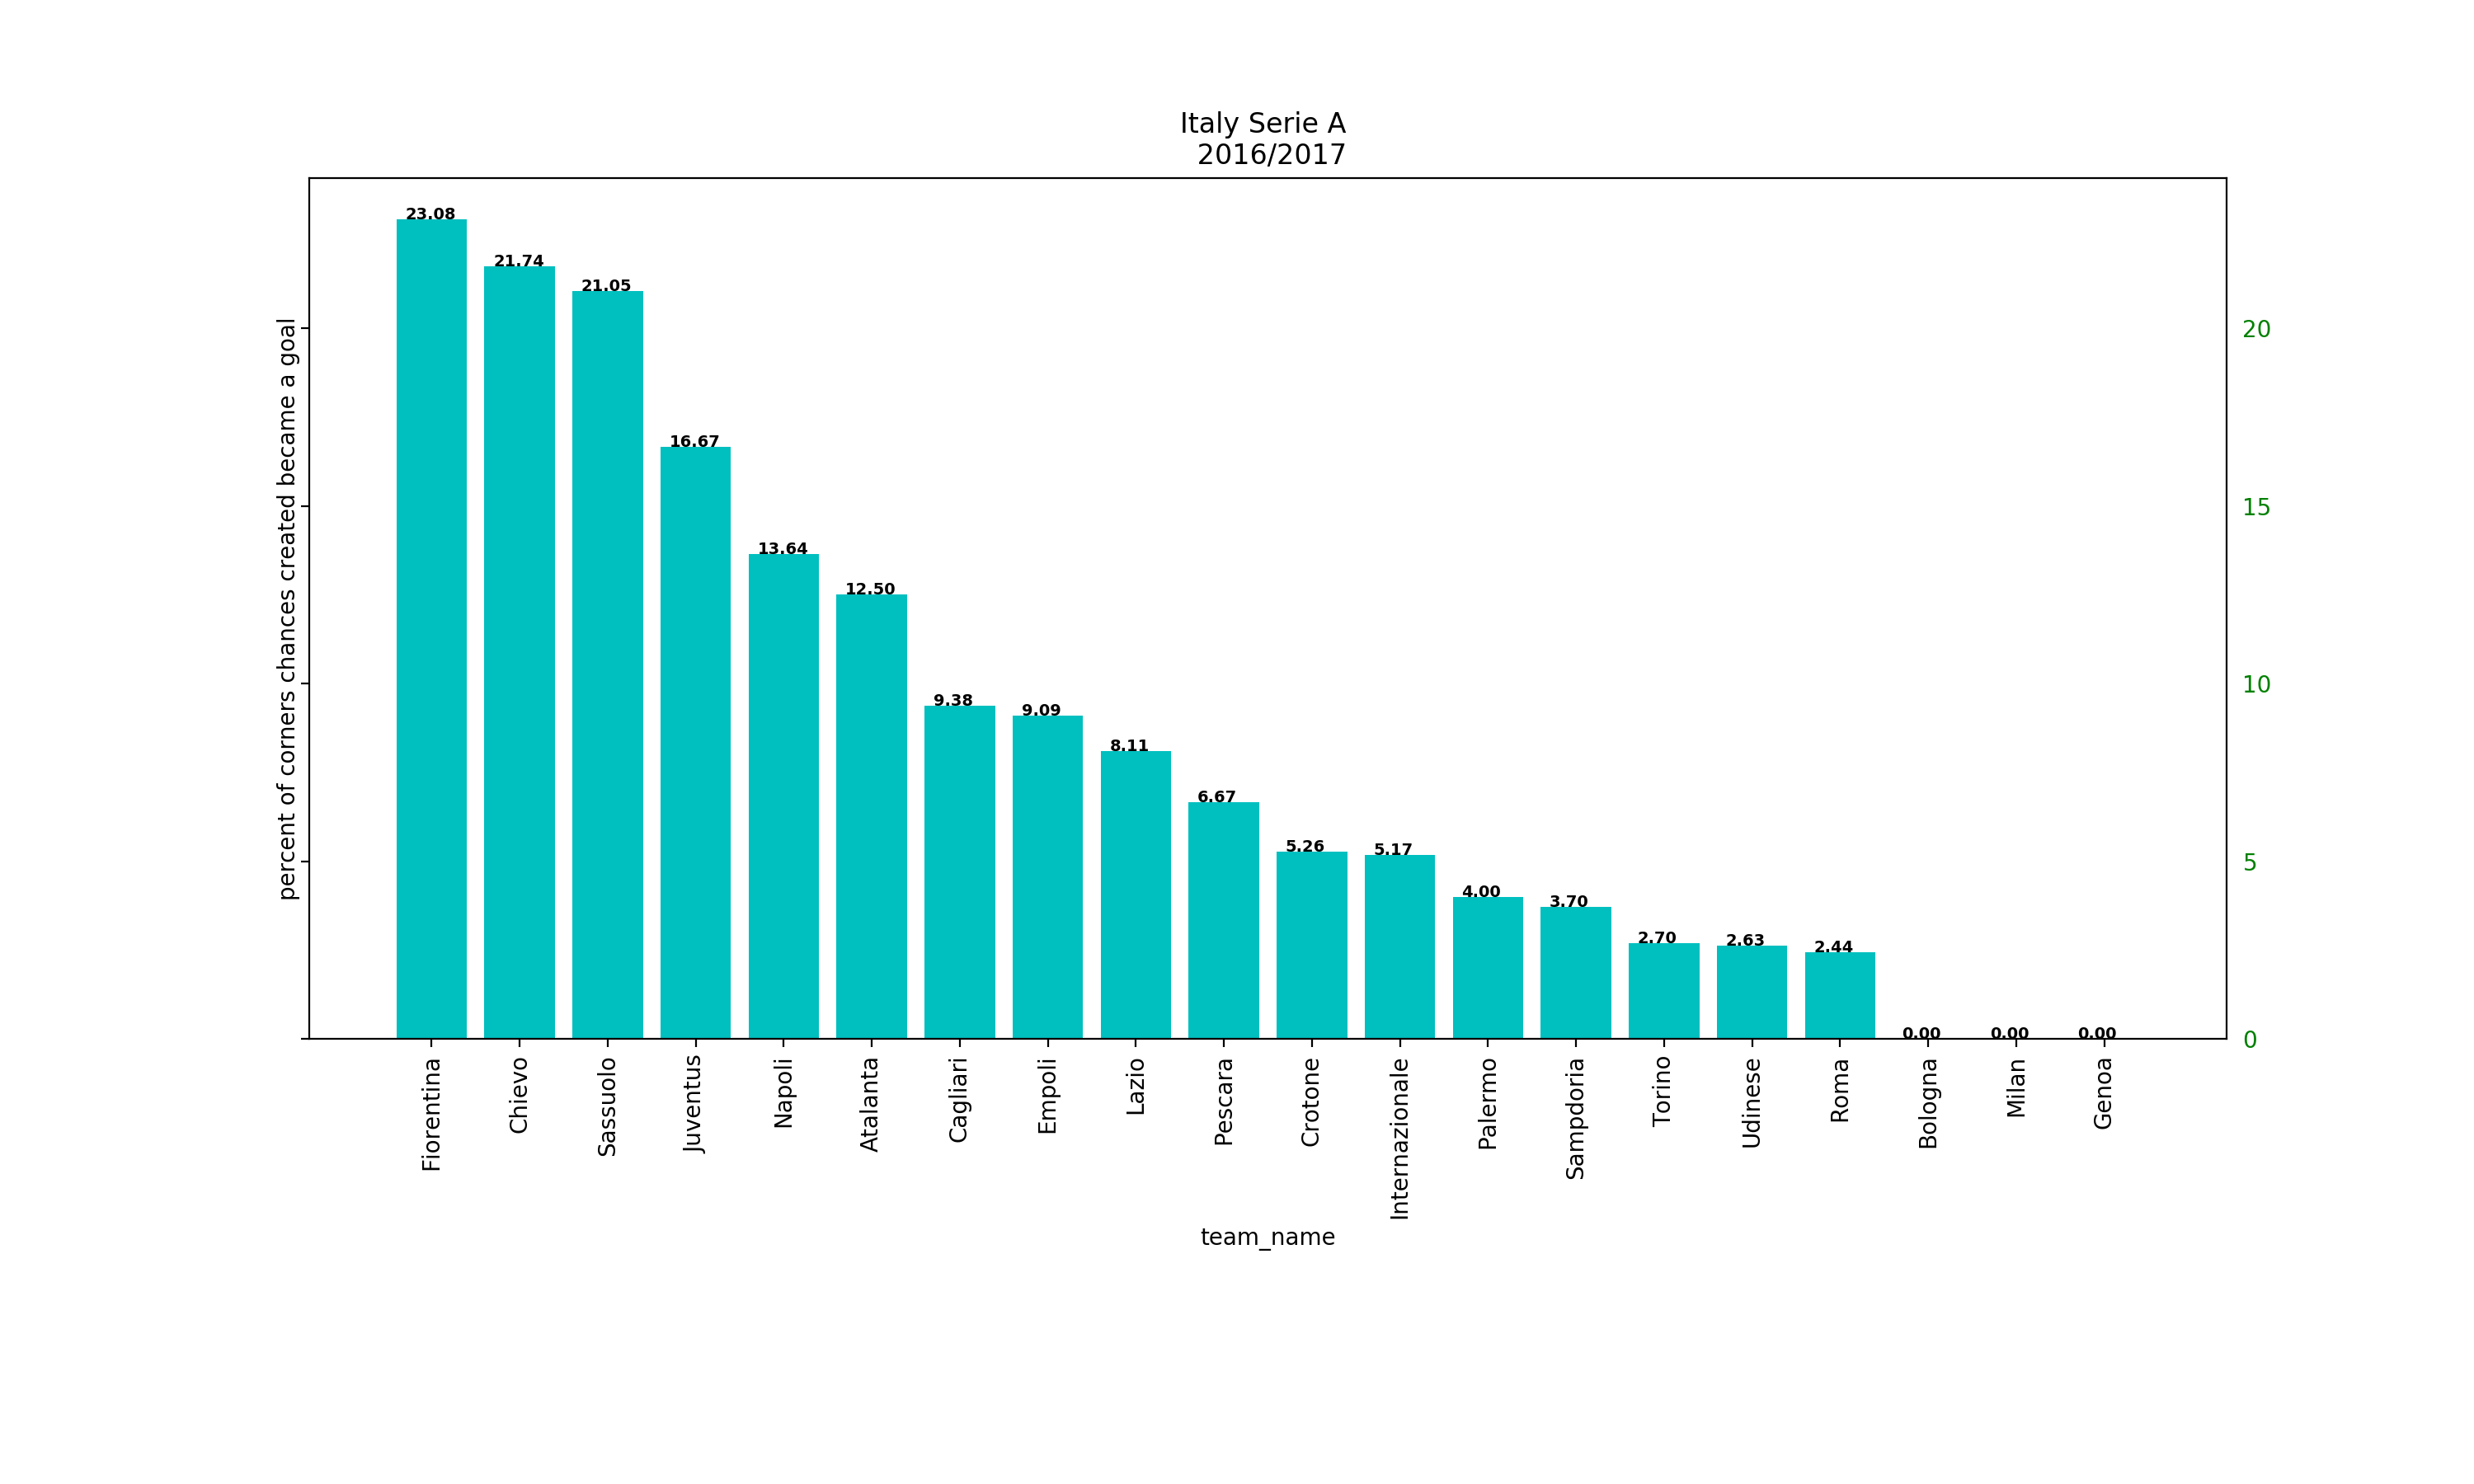 Italy Serie A
2016/2017
percent of corners chances created became a goal
23.08
21.74
21.05
16.67
13.64
12.50
9.38
9.09
8.11
6.67
5.26
5.17
4.00
3.70
2.70
2.63
2.44
0.00
0.00
0.00
20
15
10
5
0
Fiorentina
Chievo
Sassuolo
Juventus
Napoli
Atalanta
Cagliari
Empoli
Lazio
Pescara
Crotone
Internazionale
Palermo
Sampdoria
Torino
Udinese
Roma
Bologna
Milan
Genoa
team_name